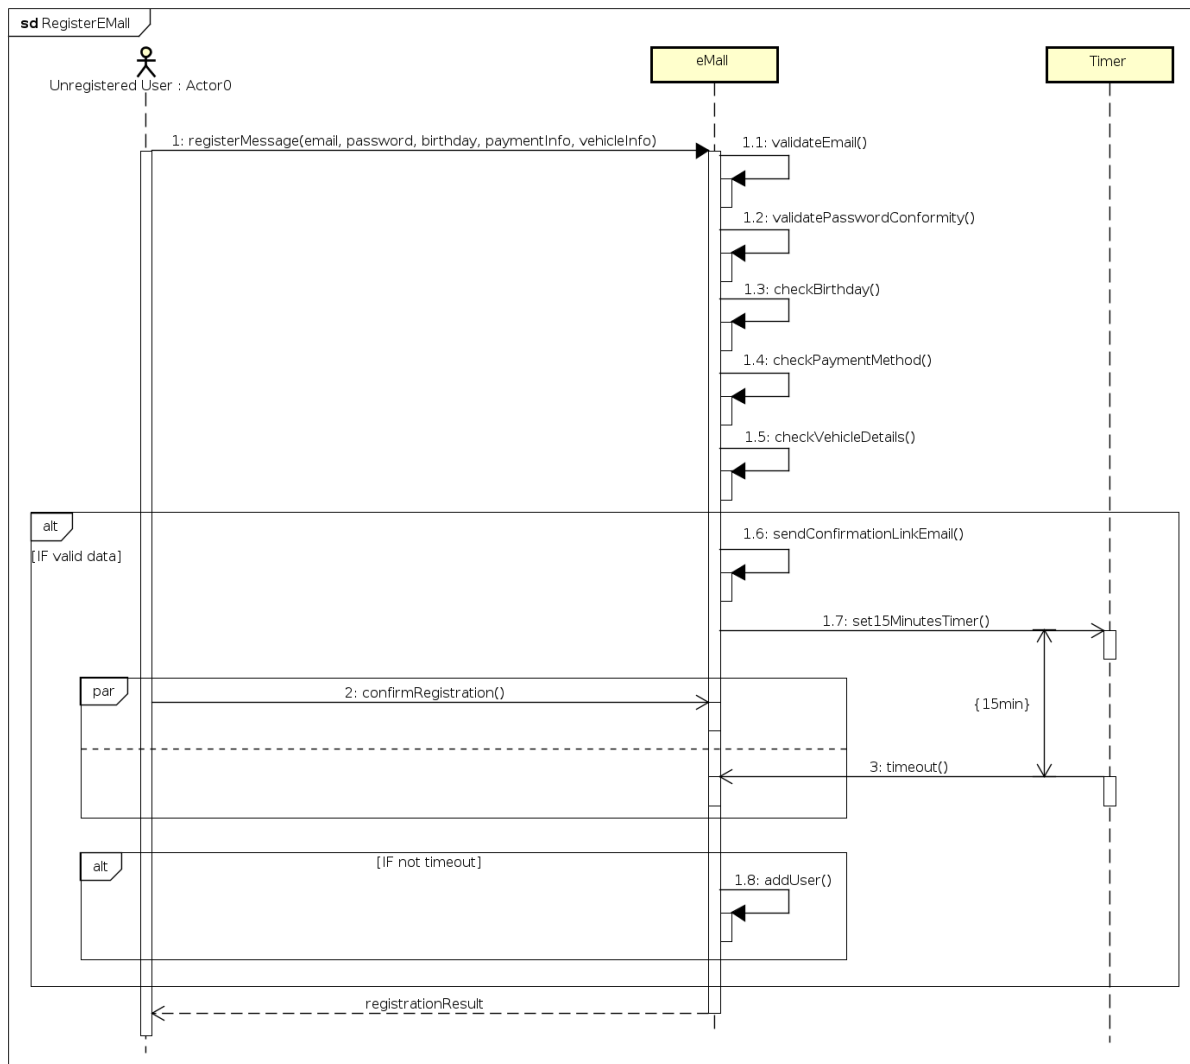 sd RegisterEMall
Unregistered User : Actor0
eMall
Timer
1: registerMessage(email, password, birthday, paymentInfo, vehicleInfo)
1.1: validateEmail()
1.2: validatePasswordConformity()
1.3: checkBirthday()
1.4: checkPaymentMethod()
1.5: checkVehicleDetails()
alt
[IF valid data]
1.6: sendConfirmationLinkEmail()
1.7: set15MinutesTimer()
par
2: confirmRegistration()
{15min}
3: timeout()
alt
[IF not timeout]
1.8: addUser()
registrationResult